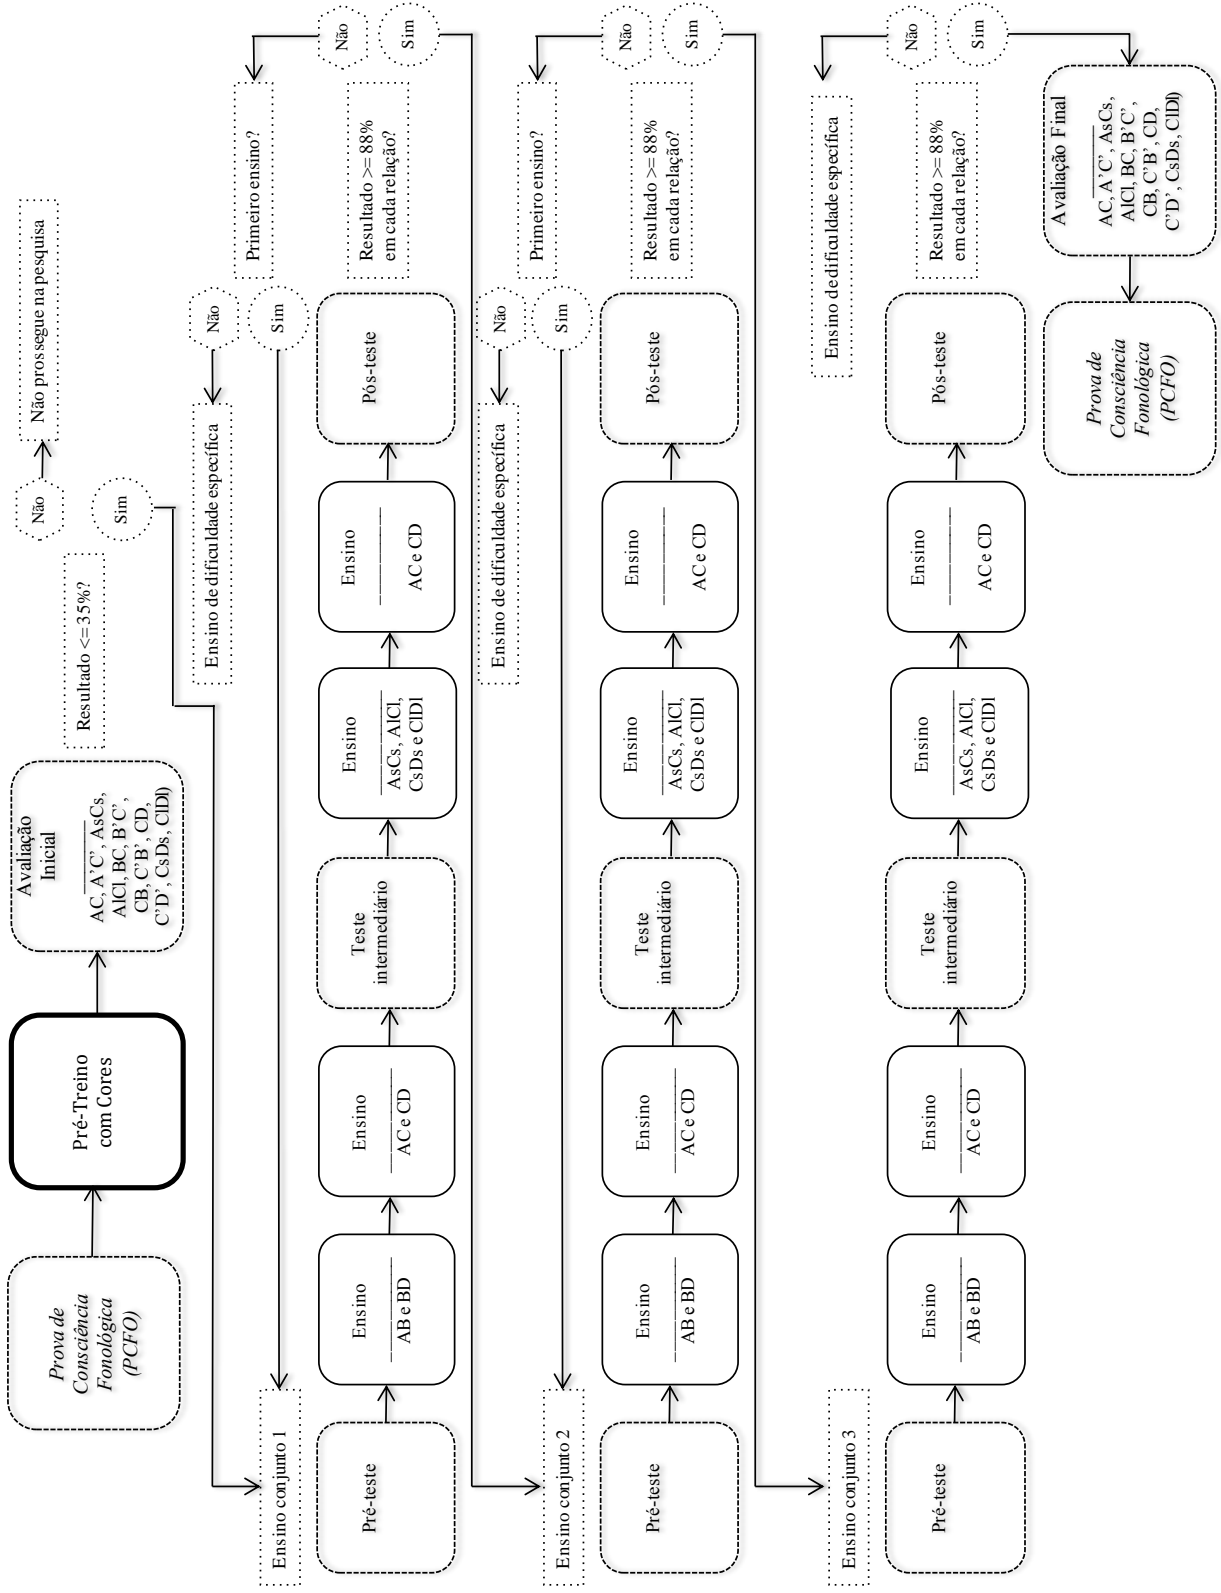 Prova de
Consciência
Fonológica
(PCFO)
Pré-Treino
com Cores
Avaliação
Inicial
AC, A'C', AsCs,
AlCl, BC, B'C',
CB, C'B', CD,
C'D', CsDs, ClDl)
Resultado <= 35%?
Não
Sim
Não prossegue na pesquisa
Ensino conjunto 1
Ensino de dificuldade específica
Não
Sim
Primeiro ensino?
Pré-teste
Ensino
AB e BD
Ensino
AC e CD
Teste
intermediário
Ensino
AsCs, AlCl,
CsDs e ClDl
Ensino
AC e CD
Pós-teste
Resultado >= 88%
em cada relação?
Não
Sim
Ensino conjunto 2
Ensino de dificuldade específica
Não
Sim
Primeiro ensino?
Pré-teste
Ensino
AB e BD
Ensino
AC e CD
Teste
intermediário
Ensino
AsCs, AlCl,
CsDs e ClDl
Ensino
AC e CD
Pós-teste
Resultado >= 88%
em cada relação?
Não
Sim
Ensino conjunto 3
Ensino de dificuldade específica
Pré-teste
Ensino
AB e BD
Ensino
AC e CD
Teste
intermediário
Ensino
AsCs, AlCl,
CsDs e ClDl
Ensino
AC e CD
Pós-teste
Resultado >= 88%
em cada relação?
Não
Sim
Avaliação Final
AC, A'C', AsCs,
AlCl, BC, B'C',
CB, C'B', CD,
C'D', CsDs, ClDl)
Prova de
Consciência
Fonológica
(PCFO)